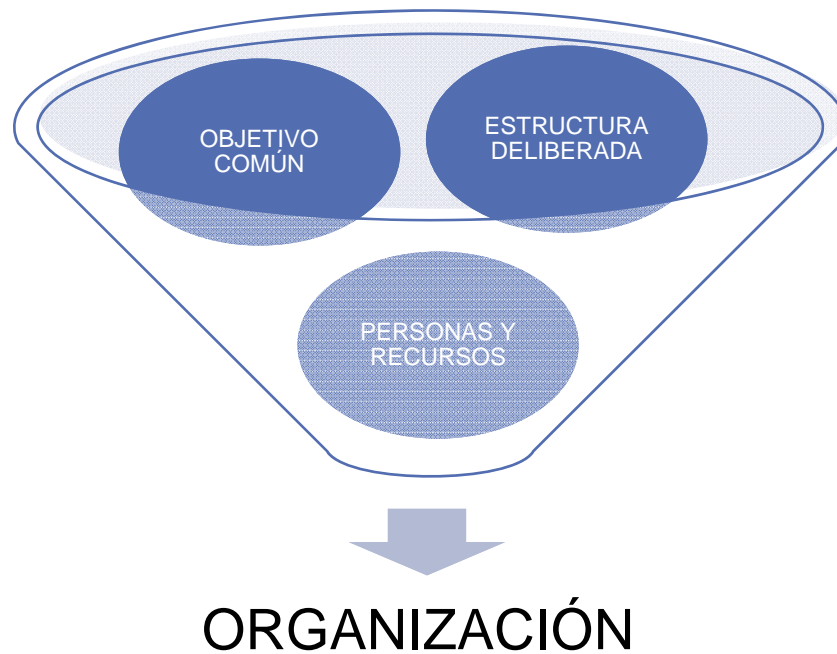 OBJETIVO
COMÚN
ESTRUCTURA
DELIBERADA
PERSONAS Y
RECURSOS
ORGANIZACIÓN